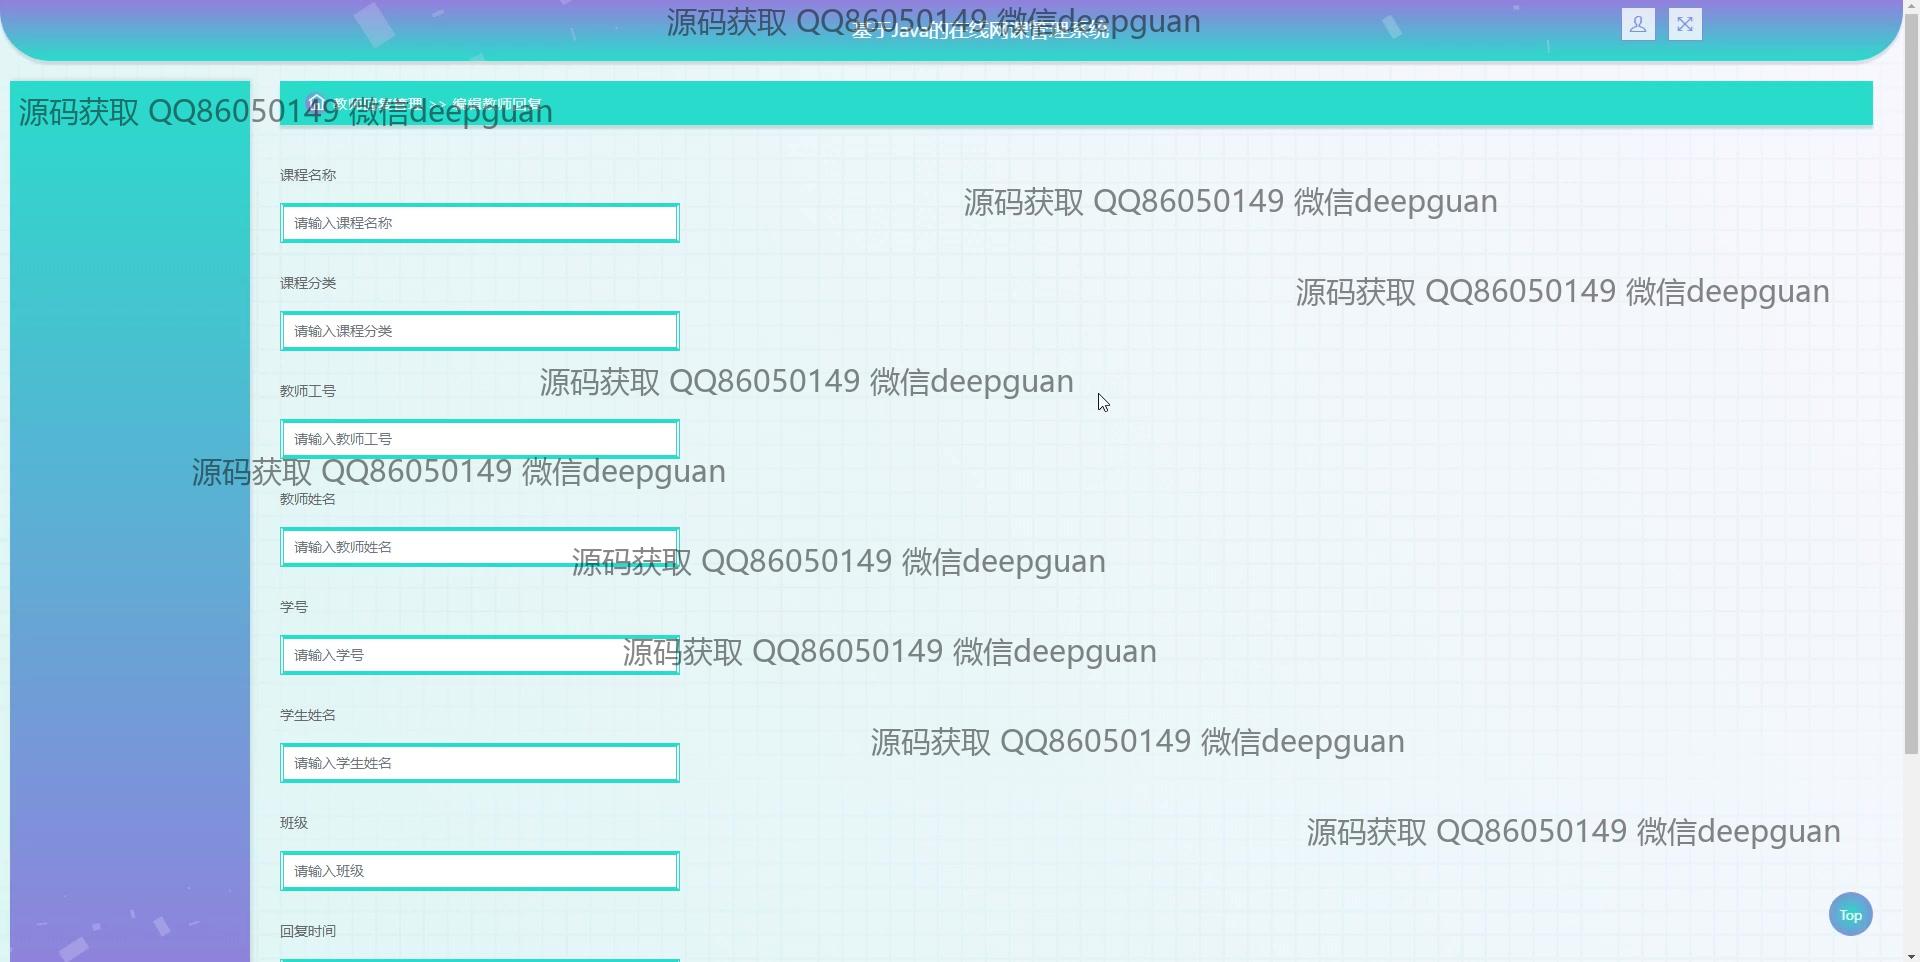 源码获取 QQ86050149 微信deepguan
基于Java的在线网课管理系统
源码获取 QQ86050149 微信deepguan
教师回复管理 >> 编辑教师回复
课程名称
源码获取 QQ86050149 微信deepguan
请输入课程名称
课程分类
源码获取 QQ86050149 微信deepguan
请输入课程分类
教师工号
源码获取 QQ86050149 微信deepguan
请输入教师工号
源码获取 QQ86050149 微信deepguan
教师姓名
请输入教师姓名
源码获取 QQ86050149 微信deepguan
学号
请输入学号
源码获取 QQ86050149 微信deepguan
学生姓名
源码获取 QQ86050149 微信deepguan
请输入学生姓名
班级
源码获取 QQ86050149 微信deepguan
请输入班级
Top
回复时间